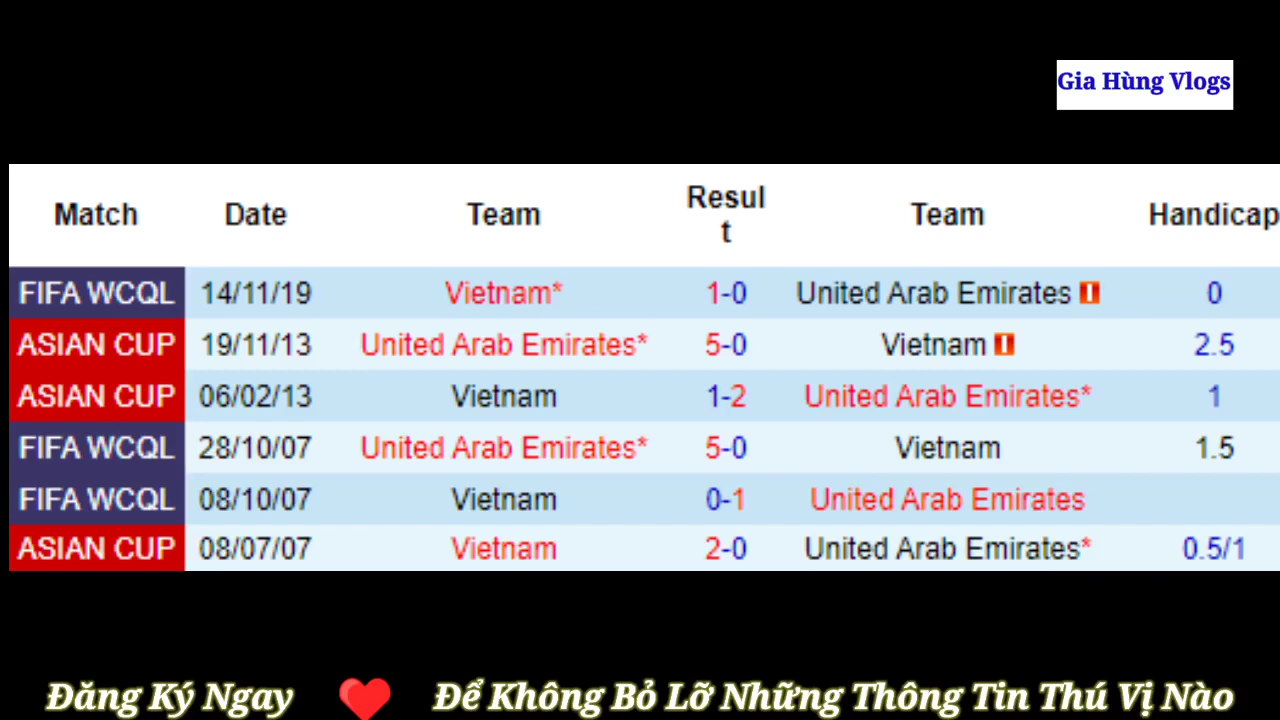 Gia Hùng Vlogs
Match Date Team Resul Team Handicap
t
FIFA WCQL 14/11/19 Vietnam* 1-0 United Arab Emirates 0
ASIAN CUP 19/11/13 United Arab Emirates* 5-0 Vietnam 2.5
ASIAN CUP 06/02/13 Vietnam 1-2 United Arab Emirates* 1
FIFA WCQL 28/10/07 United Arab Emirates* 5-0 Vietnam 1.5
FIFA WCQL 08/10/07 Vietnam 0-1 United Arab Emirates
ASIAN CUP 08/07/07 Vietnam 2-0 United Arab Emirates* 0.5/1
Đăng Ký Ngay ❤️ Để Không Bỏ Lỡ Những Thông Tin Thú Vị Nào